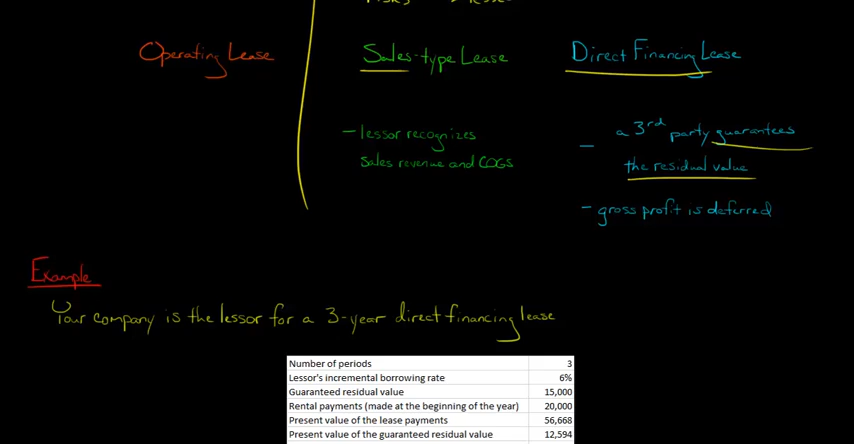 Operating Lease
Sales-type Lease
Direct Financing Lease
- lessor recognizes
sales revenue and COGS
- a 3rd party guarantees
the residual value
- gross profit is deferred
Example
Your company is the lessor for a 3-year direct financing lease
Number of periods 3
Lessor's incremental borrowing rate 6%
Guaranteed residual value 15,000
Rental payments (made at the beginning of the year) 20,000
Present value of the lease payments 56,668
Present value of the guaranteed residual value 12,594